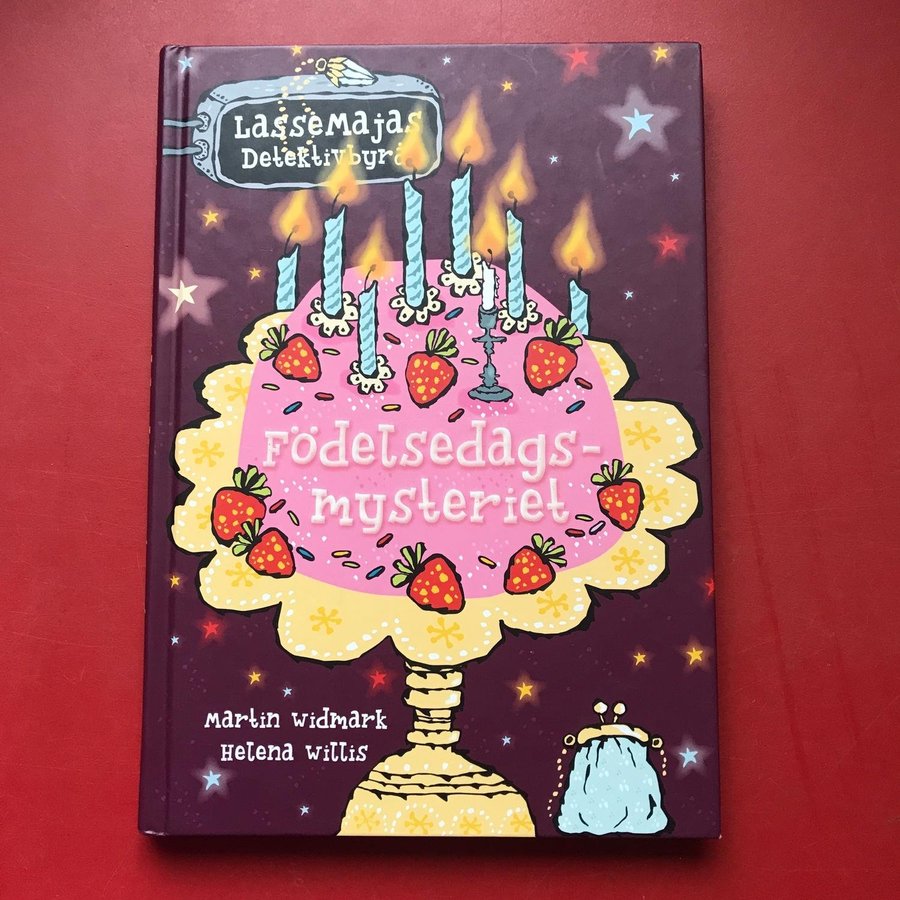 LasseMajas
Detektivbyrå
Födelsedags-
mysteriet
Martin Widmark
Helena Willis